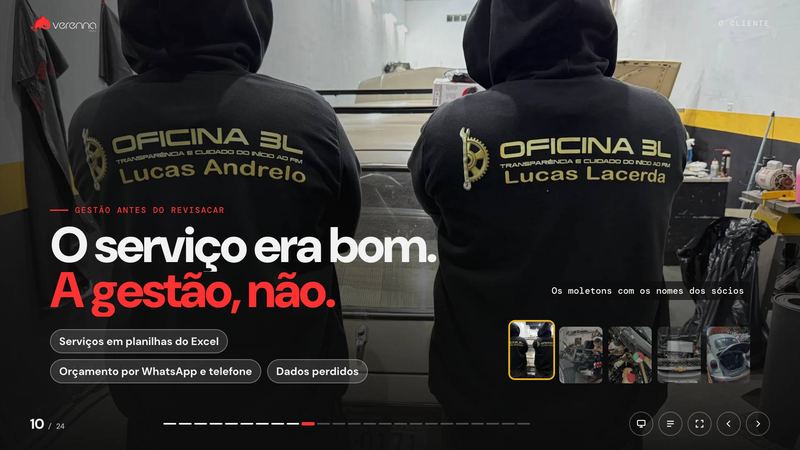 verenna
O CLIENTE
OFICINA 3L
TRANSPARÊNCIA E CUIDADO DO INÍCIO AO FIM
Lucas Andrelo
OFICINA 3L
TRANSPARÊNCIA E CUIDADO DO INÍCIO AO FIM
Lucas Lacerda
GESTÃO ANTES DO REVISACAR
O serviço era bom.
A gestão, não.
Os moletons com os nomes dos sócios
Serviços em planilhas do Excel
Orçamento por WhatsApp e telefone
Dados perdidos
10 / 24